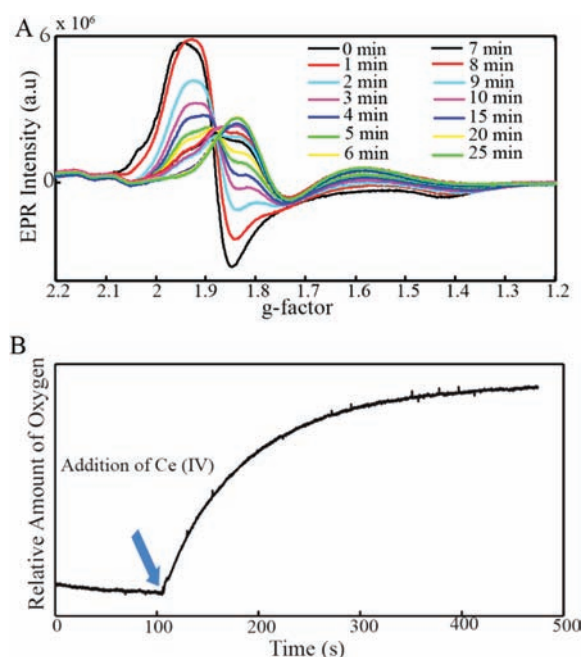 A
6 x 10⁶
0 min 7 min
1 min 8 min
2 min 9 min
3 min 10 min
4 min 15 min
5 min 20 min
6 min 25 min
0
EPR Intensity (a.u)
2.2 2.1 2 1.9 1.8 1.7 1.6 1.5 1.4 1.3 1.2
g-factor
B
Relative Amount of Oxygen
Addition of Ce (IV)
0 100 200 300 400 500
Time (s)